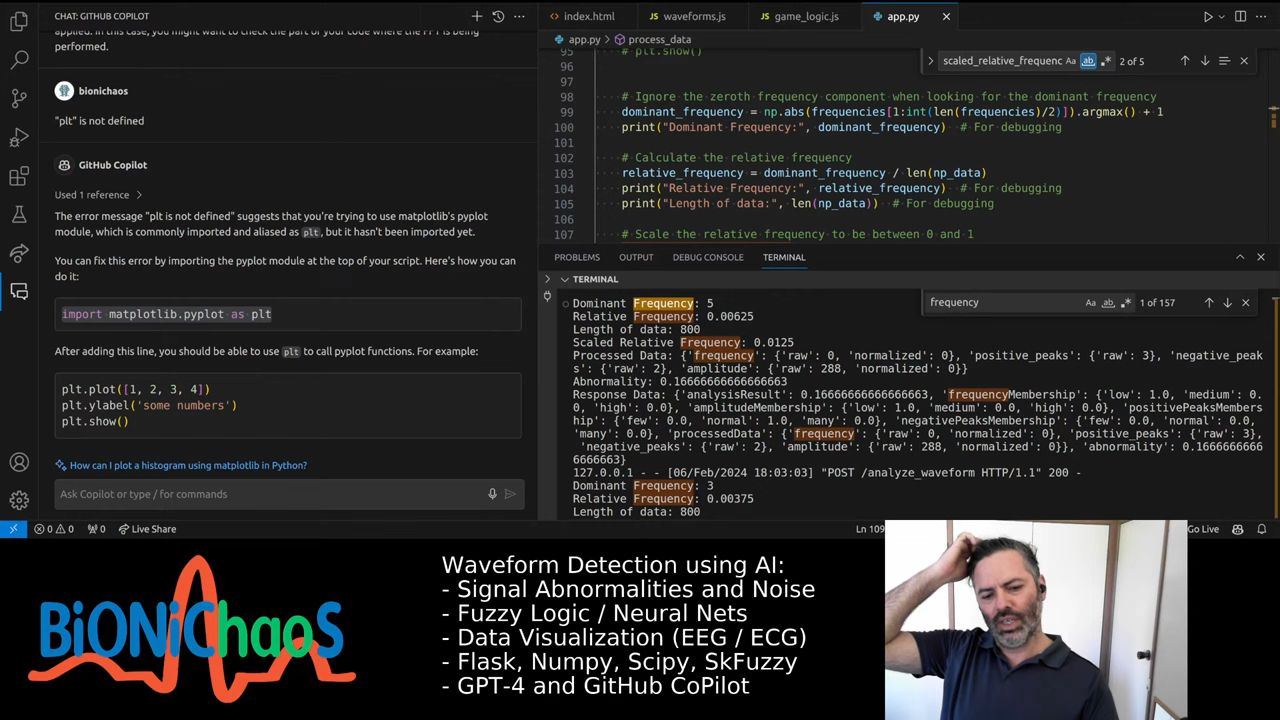 CHAT: GITHUB COPILOT
applied. In this case, you might want to check the part of your code where the FFT is being
performed.
bionichaos
"plt" is not defined
GitHub Copilot
Used 1 reference
The error message "plt is not defined" suggests that you're trying to use matplotlib's pyplot
module, which is commonly imported and aliased as plt, but it hasn't been imported yet.
You can fix this error by importing the pyplot module at the top of your script. Here's how you can
do it:
import matplotlib.pyplot as plt
After adding this line, you should be able to use plt to call pyplot functions. For example:
plt.plot([1, 2, 3, 4])
plt.ylabel('some numbers')
plt.show()
How can I plot a histogram using matplotlib in Python?
Ask Copilot or type / for commands
index.html
waveforms.js
game_logic.js
app.py
app.py > process_data
scaled_relative_frequenc Aa ab 2 of 5
95 # plt.show()
96
97
98 # Ignore the zeroth frequency component when looking for the dominant frequency
99 dominant_frequency = np.abs(frequencies[1:int(len(frequencies)/2)]).argmax() + 1
100 print("Dominant Frequency:", dominant_frequency) # For debugging
101
102 # Calculate the relative frequency
103 relative_frequency = dominant_frequency / len(np_data)
104 print("Relative Frequency:", relative_frequency) # For debugging
105 print("Length of data:", len(np_data)) # For debugging
106
107 # Scale the relative frequency to be between 0 and 1
PROBLEMS OUTPUT DEBUG CONSOLE TERMINAL
TERMINAL
frequency Aa ab 1 of 157
Dominant Frequency: 5
Relative Frequency: 0.00625
Length of data: 800
Scaled Relative Frequency: 0.0125
Processed Data: {'frequency': {'raw': 0, 'normalized': 0}, 'positive_peaks': {'raw': 3}, 'negative_peak
s': {'raw': 2}, 'amplitude': {'raw': 288, 'normalized': 0}}
Abnormality: 0.16666666666666663
Response Data: {'analysisResult': 0.16666666666666663, 'frequencyMembership': {'low': 1.0, 'medium': 0.
0, 'high': 0.0}, 'amplitudeMembership': {'low': 1.0, 'medium': 0.0, 'high': 0.0}, 'positivePeaksMembers
hip': {'few': 0.0, 'normal': 1.0, 'many': 0.0}, 'negativePeaksMembership': {'few': 0.0, 'normal': 0.0,
'many': 0.0}, 'processedData': {'frequency': {'raw': 0, 'normalized': 0}, 'positive_peaks': {'raw': 3},
'negative_peaks': {'raw': 2}, 'amplitude': {'raw': 288, 'normalized': 0}}, 'abnormality': 0.1666666666
6666663}
127.0.0.1 - - [06/Feb/2024 18:03:03] "POST /analyze_waveform HTTP/1.1" 200 -
Dominant Frequency: 3
Relative Frequency: 0.00375
Length of data: 800
0 0 0 Live Share
Ln 109
Go Live
BiONiChaoS
Waveform Detection using AI:
- Signal Abnormalities and Noise
- Fuzzy Logic / Neural Nets
- Data Visualization (EEG / ECG)
- Flask, Numpy, Scipy, SkFuzzy
- GPT-4 and GitHub CoPilot